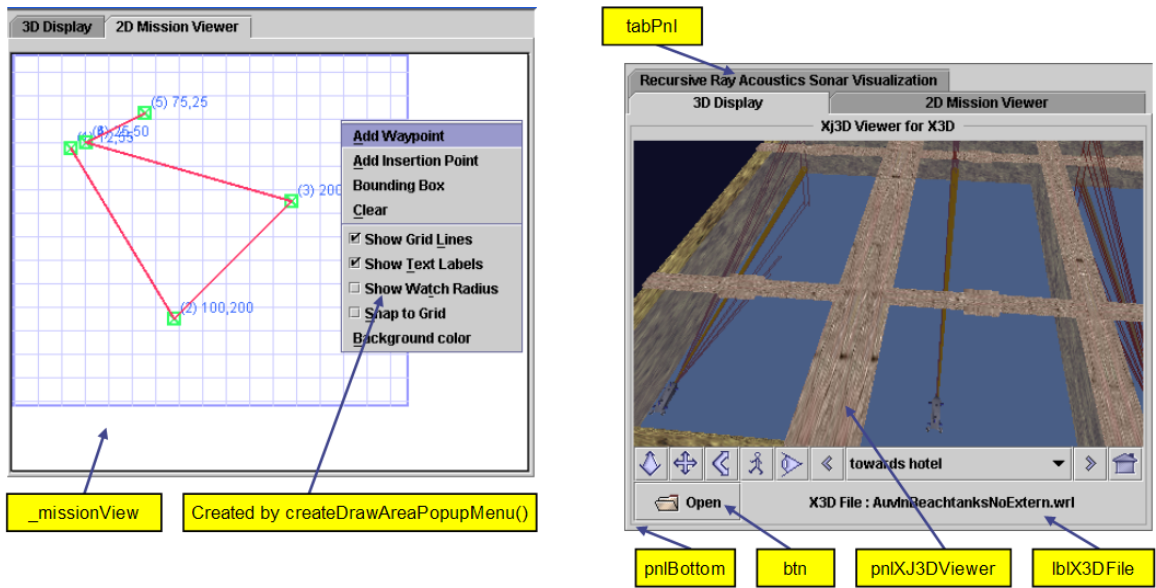 3D Display
2D Mission Viewer
(5) 75,25
(3) 200
(2) 100,200
Add Waypoint
Add Insertion Point
Bounding Box
Clear
Show Grid Lines
Show Text Labels
Show Watch Radius
Snap to Grid
Background color
_missionView
Created by createDrawAreaPopupMenu()
tabPnl
Recursive Ray Acoustics Sonar Visualization
3D Display
2D Mission Viewer
Xj3D Viewer for X3D
towards hotel
Open
X3D File : AuvInBeachtanksNoExtern.wrl
pnlBottom
btn
pnlXJ3DViewer
lblX3DFile